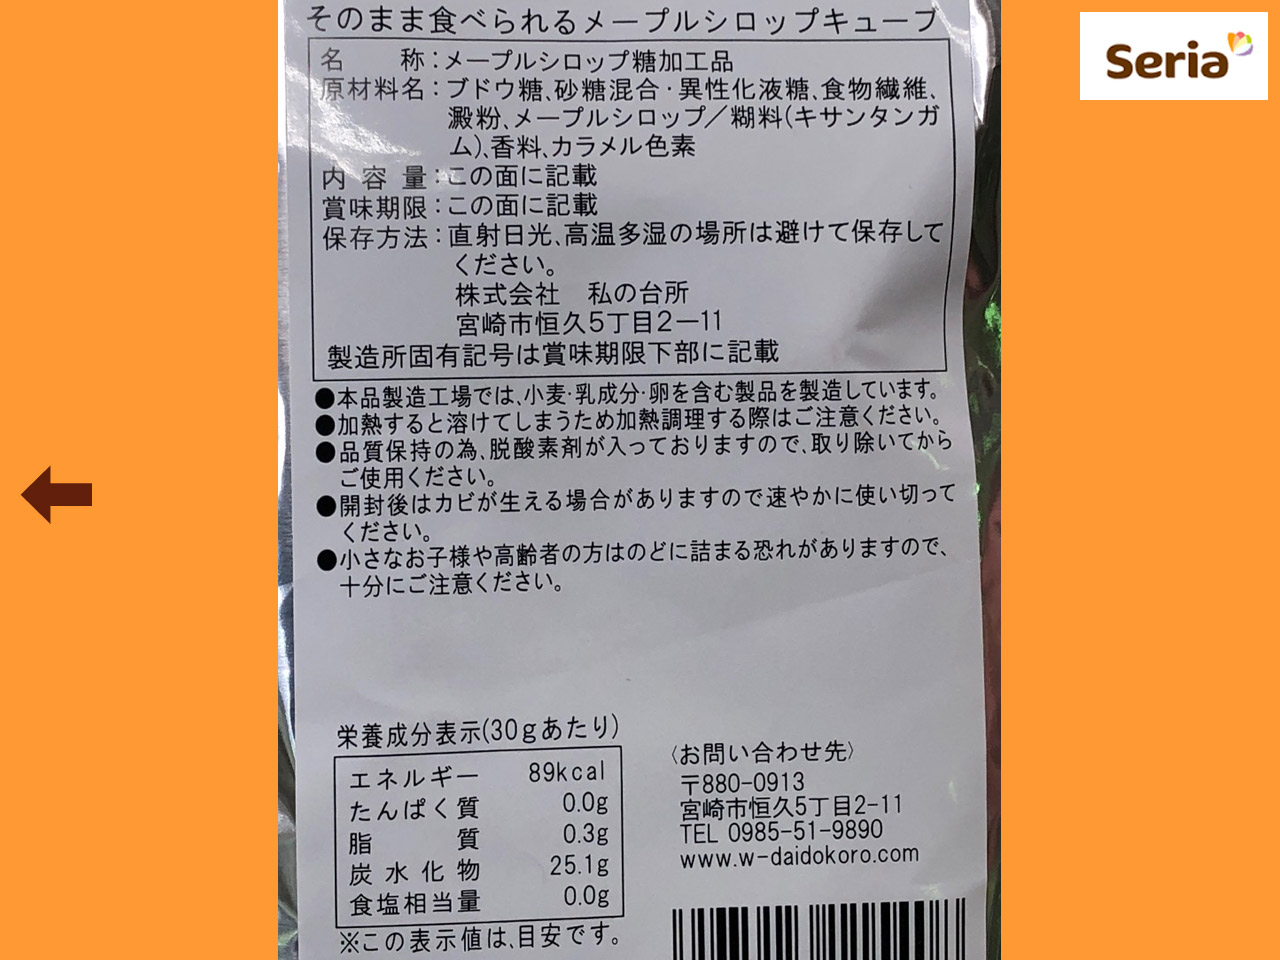 Seria
そのまま食べられるメープルシロップキューブ
名 称：メープルシロップ糖加工品
原材料名：ブドウ糖､砂糖混合･異性化液糖､食物繊維､
澱粉､メープルシロップ／糊料(キサンタンガ
ム)､香料､カラメル色素
内 容 量：この面に記載
賞味期限：この面に記載
保存方法：直射日光､高温多湿の場所は避けて保存して
ください。
株式会社 私の台所
宮崎市恒久5丁目2－11
製造所固有記号は賞味期限下部に記載
●本品製造工場では､小麦･乳成分･卵を含む製品を製造しています。
●加熱すると溶けてしまうため加熱調理する際はご注意ください。
●品質保持の為､脱酸素剤が入っておりますので､取り除いてから
ご使用ください。
●開封後はカビが生える場合がありますので速やかに使い切って
ください。
●小さなお子様や高齢者の方はのどに詰まる恐れがありますので､
十分にご注意ください。
栄養成分表示(30gあたり)
エネルギー 89kcal
たんぱく質 0.0g
脂 質 0.3g
炭水化物 25.1g
食塩相当量 0.0g
※この表示値は､目安です。
〈お問い合わせ先〉
〒880-0913
宮崎市恒久5丁目2-11
TEL 0985-51-9890
www.w-daidokoro.com